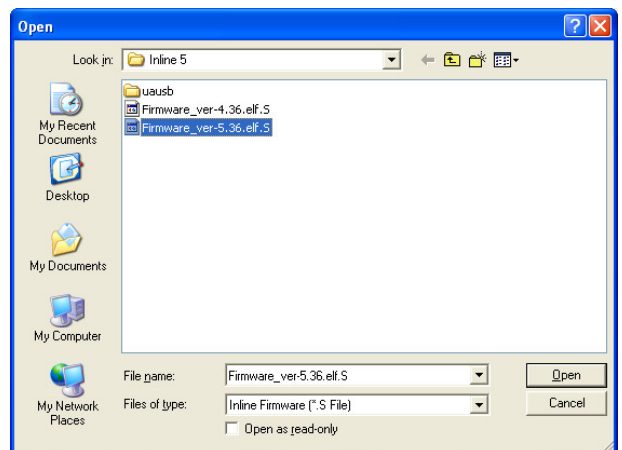 Open
Look in:
Inline 5
uausb
Firmware_ver-4.36.elf.S
Firmware_ver-5.36.elf.S
My Recent
Documents
Desktop
My Documents
My Computer
My Network
Places
File name:
Firmware_ver-5.36.elf.S
Open
Files of type:
Inline Firmware (*.S File)
Cancel
Open as read-only